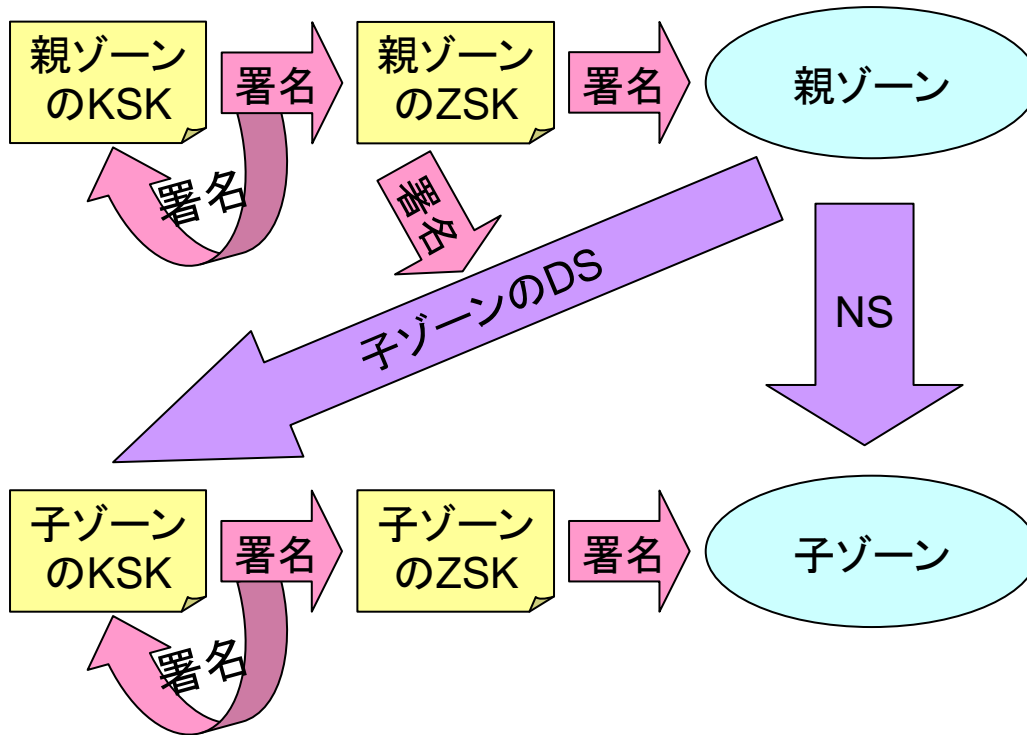 親ゾーン
のKSK
署名
親ゾーン
のZSK
署名
親ゾーン
署名
署名
子ゾーンのDS
NS
子ゾーン
のKSK
署名
子ゾーン
のZSK
署名
子ゾーン
署名